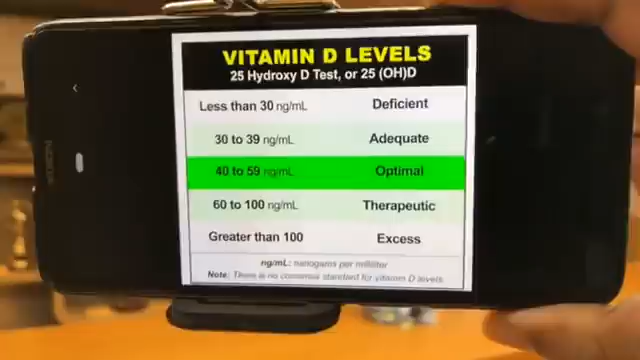 VITAMIN D LEVELS
25 Hydroxy D Test, or 25 (OH)D
Less than 30 ng/mL Deficient
30 to 39 ng/mL Adequate
40 to 59 ng/mL Optimal
60 to 100 ng/mL Therapeutic
Greater than 100 Excess
ng/mL: nanograms per milliliter
Note: There is no consensus standard for vitamin D levels
NOKIA